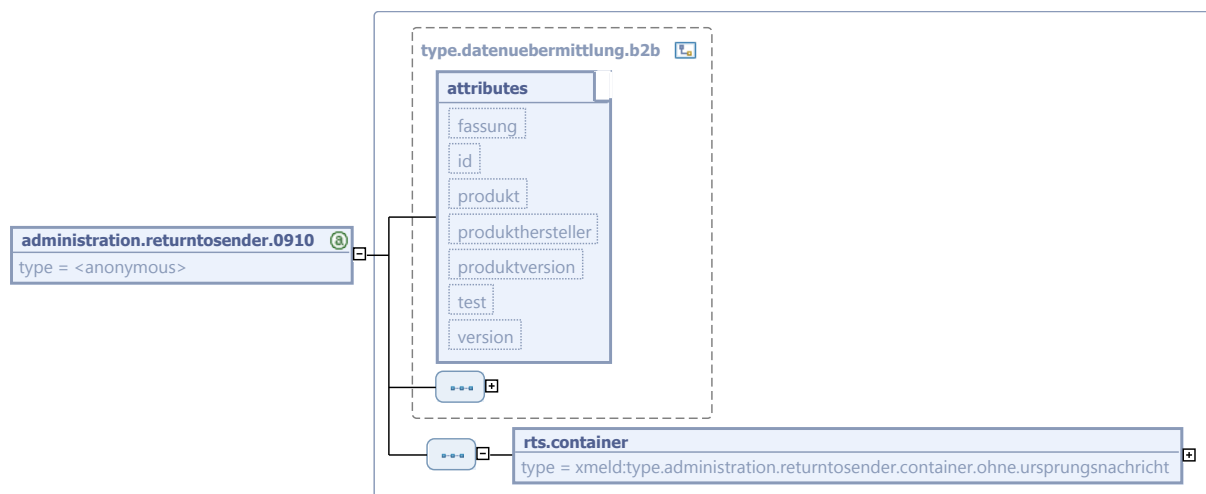 type.datenuebermittlung.b2b
attributes
fassung
id
produkt
produkthersteller
produktversion
test
version
administration.returntosender.0910 @
type = <anonymous>
rts.container
type = xmeld:type.administration.returntosender.container.ohne.ursprungsnachricht